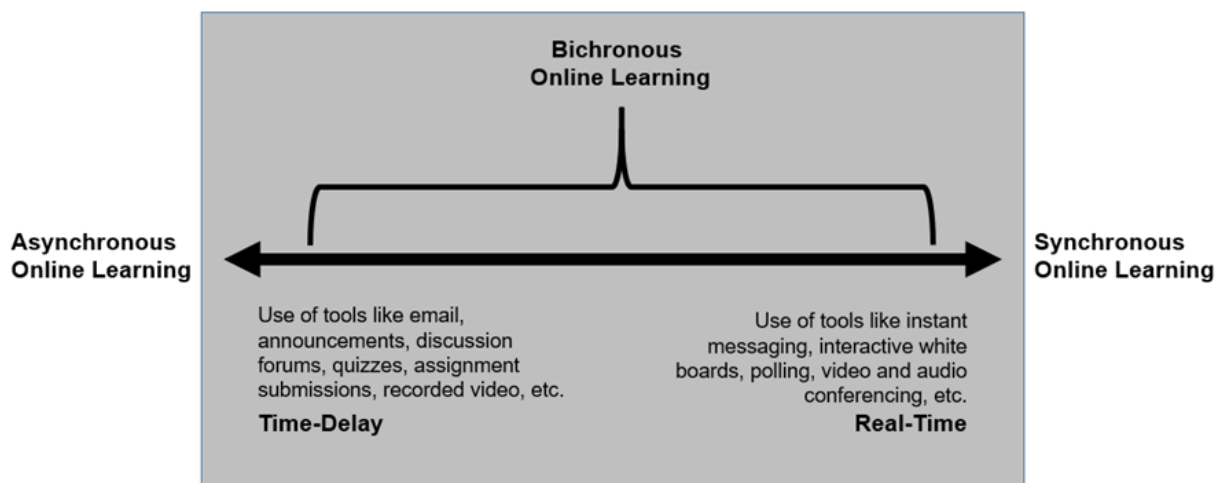 Bichronous
Online Learning
Asynchronous
Online Learning
Synchronous
Online Learning
Use of tools like email,
announcements, discussion
forums, quizzes, assignment
submissions, recorded video, etc.
Time-Delay
Use of tools like instant
messaging, interactive white
boards, polling, video and audio
conferencing, etc.
Real-Time